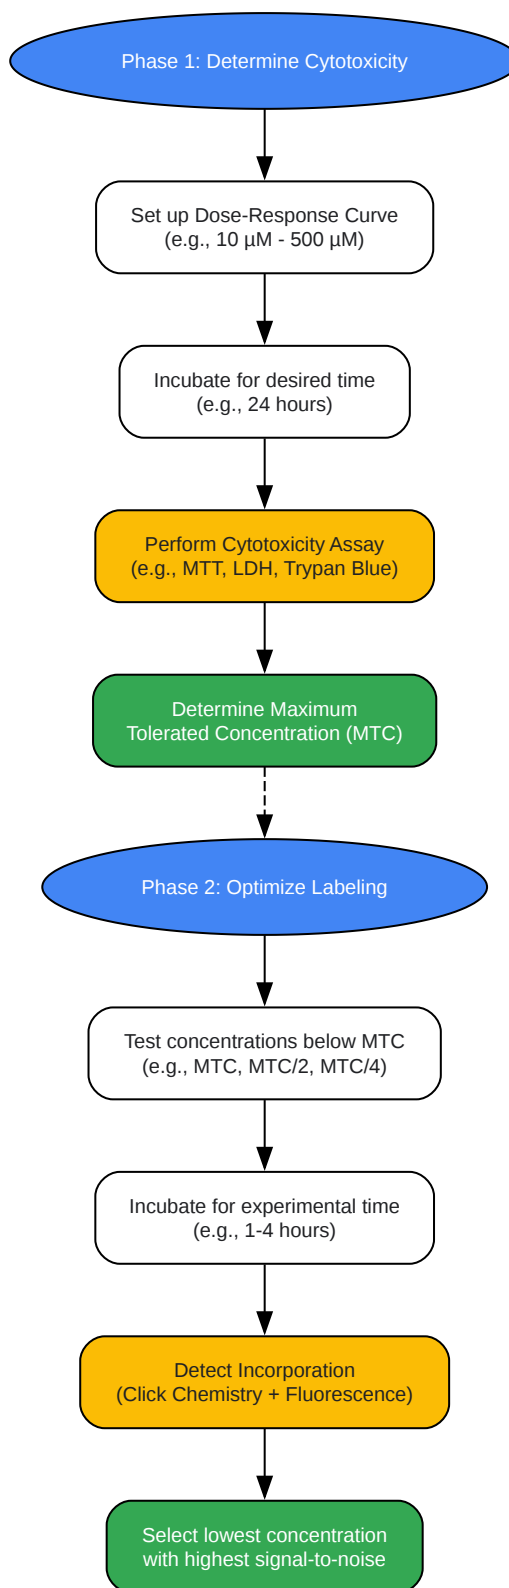 Phase 1: Determine Cytotoxicity
Set up Dose-Response Curve
(e.g., 10 µM - 500 µM)
Incubate for desired time
(e.g., 24 hours)
Perform Cytotoxicity Assay
(e.g., MTT, LDH, Trypan Blue)
Determine Maximum
Tolerated Concentration (MTC)
Phase 2: Optimize Labeling
Test concentrations below MTC
(e.g., MTC, MTC/2, MTC/4)
Incubate for experimental time
(e.g., 1-4 hours)
Detect Incorporation
(Click Chemistry + Fluorescence)
Select lowest concentration
with highest signal-to-noise